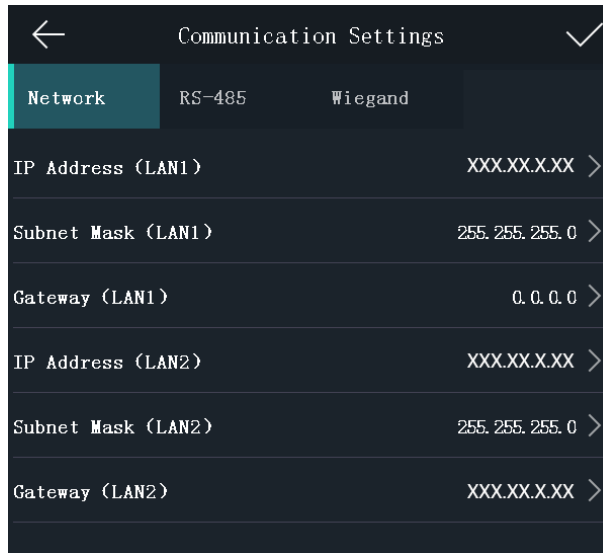 Communication Settings
Network RS-485 Wiegand
IP Address (LAN1) XXX.XX.X.XX
Subnet Mask (LAN1) 255.255.255.0
Gateway (LAN1) 0.0.0.0
IP Address (LAN2) XXX.XX.X.XX
Subnet Mask (LAN2) 255.255.255.0
Gateway (LAN2) XXX.XX.X.XX